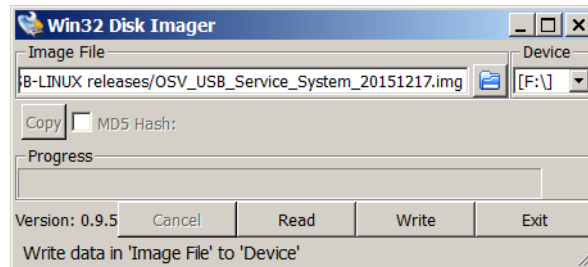 Win32 Disk Imager
Image File
Device
B-LINUX releases/OSV_USB_Service_System_20151217.img
[F:\]
Copy MD5 Hash:
Progress
Version: 0.9.5 Cancel Read Write Exit
Write data in 'Image File' to 'Device'